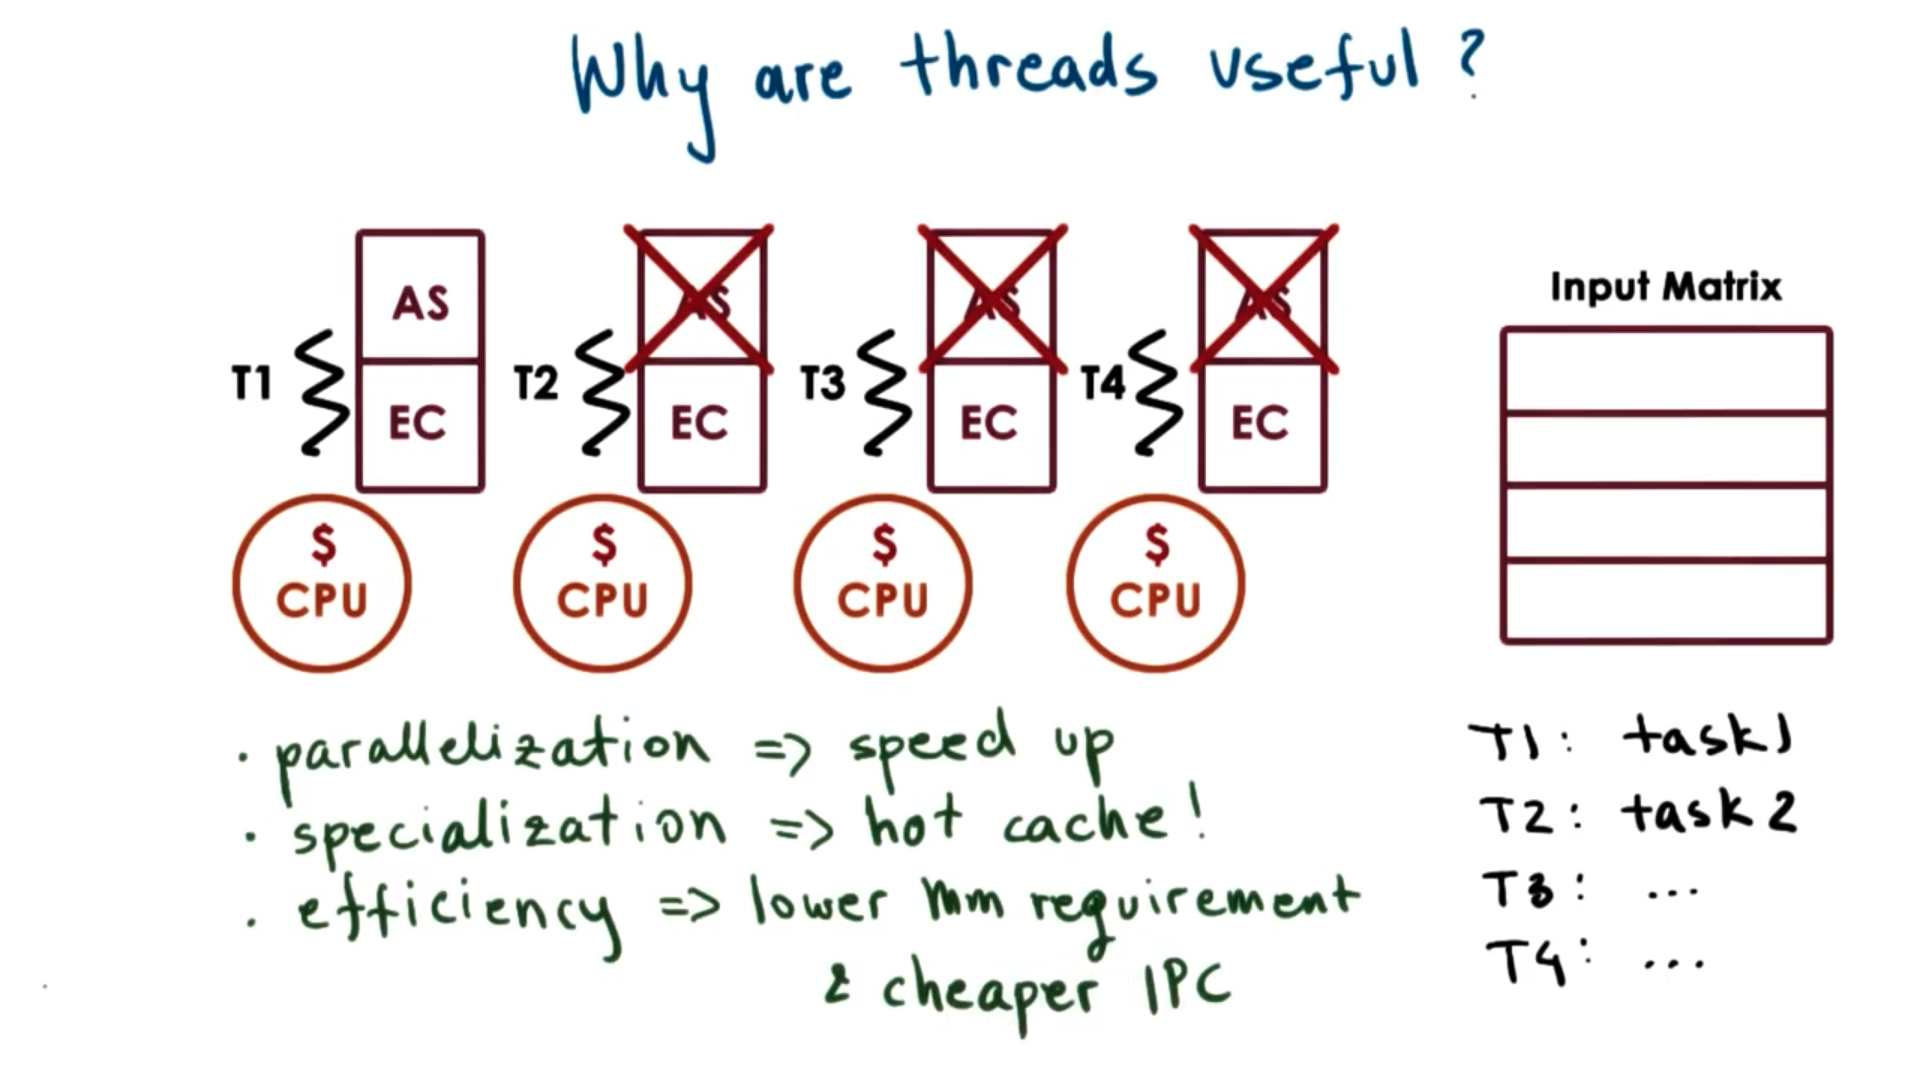 Why are threads useful?
AS AS AS AS
Input Matrix
T1 T2 T3 T4
EC EC EC EC
$ $ $ $
CPU CPU CPU CPU
· parallelization => speed up
· specialization => hot cache!
· efficiency => lower mm requirement
& cheaper IPC
T1: task1
T2: task2
T3: ...
T4: ...